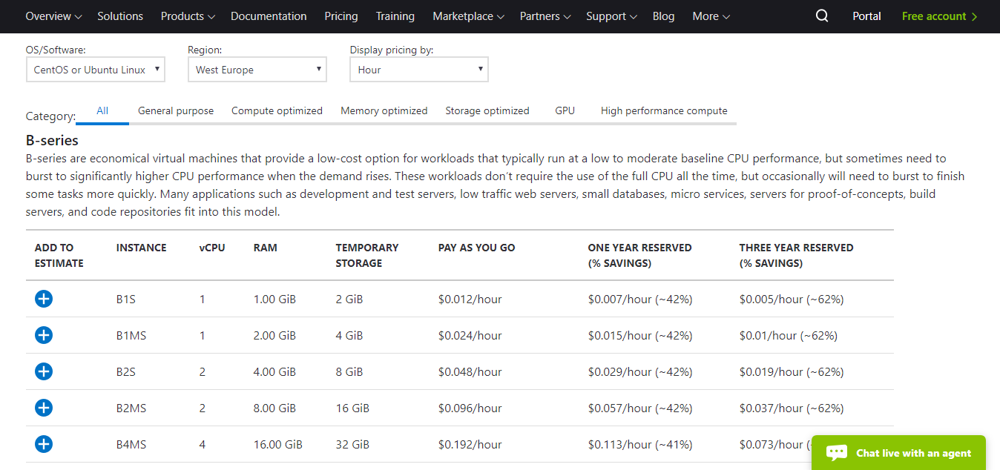 Overview Solutions Products Documentation Pricing Training Marketplace Partners Support Blog More Portal Free account
OS/Software: Region: Display pricing by:
CentOS or Ubuntu Linux West Europe Hour
Category: All General purpose Compute optimized Memory optimized Storage optimized GPU High performance compute
B-series
B-series are economical virtual machines that provide a low-cost option for workloads that typically run at a low to moderate baseline CPU performance, but sometimes need to
burst to significantly higher CPU performance when the demand rises. These workloads don't require the use of the full CPU all the time, but occasionally will need to burst to finish
some tasks more quickly. Many applications such as development and test servers, low traffic web servers, small databases, micro services, servers for proof-of-concepts, build
servers, and code repositories fit into this model.
ADD TO ESTIMATE INSTANCE vCPU RAM TEMPORARY STORAGE PAY AS YOU GO ONE YEAR RESERVED (% SAVINGS) THREE YEAR RESERVED (% SAVINGS)
B1S 1 1.00 GiB 2 GiB $0.012/hour $0.007/hour (~42%) $0.005/hour (~62%)
B1MS 1 2.00 GiB 4 GiB $0.024/hour $0.015/hour (~42%) $0.01/hour (~62%)
B2S 2 4.00 GiB 8 GiB $0.048/hour $0.029/hour (~42%) $0.019/hour (~62%)
B2MS 2 8.00 GiB 16 GiB $0.096/hour $0.057/hour (~42%) $0.037/hour (~62%)
B4MS 4 16.00 GiB 32 GiB $0.192/hour $0.113/hour (~41%) $0.073/hour
Chat live with an agent